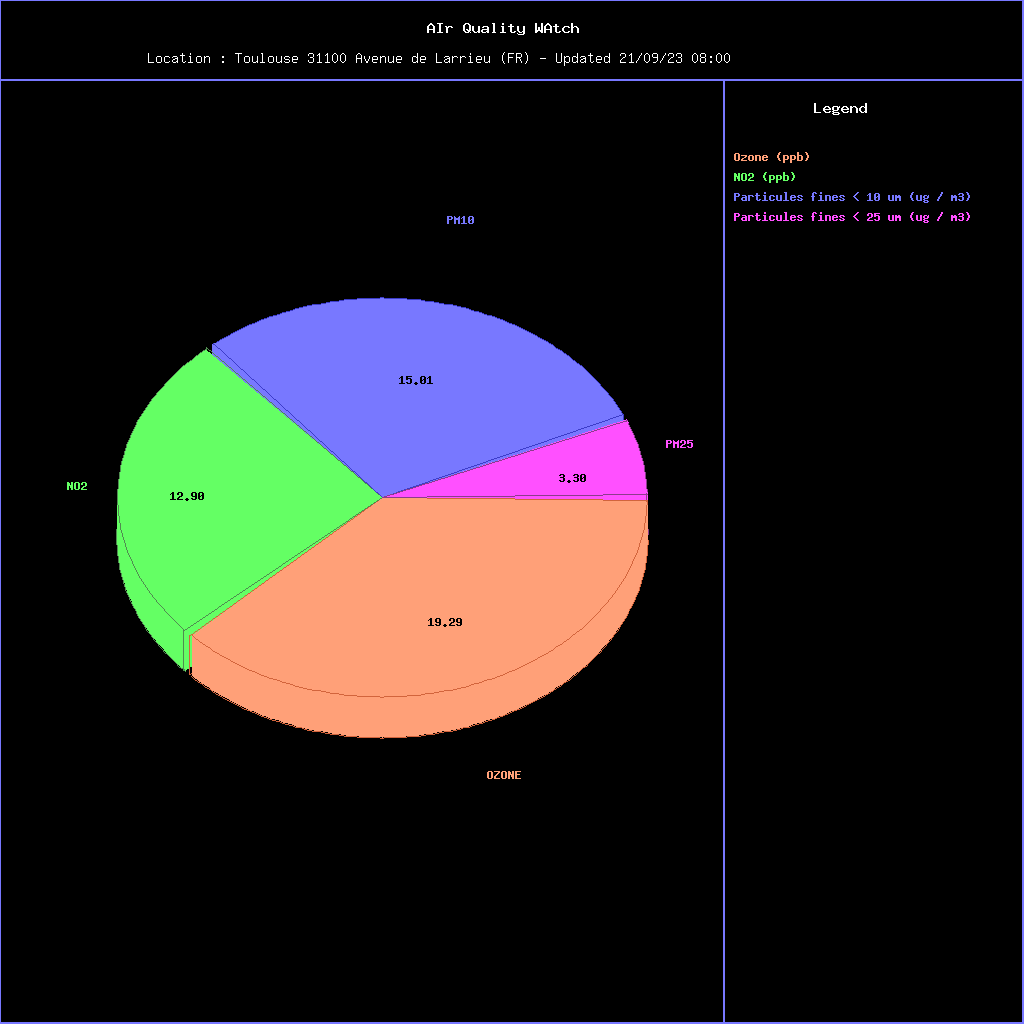 AIr Quality WAtch
Location : Toulouse 31100 Avenue de Larrieu (FR) - Updated 21/09/23 08:00
Legend
Ozone (ppb)
NO2 (ppb)
Particules fines < 10 um (ug / m3)
Particules fines < 25 um (ug / m3)
PM10
15.01
PM25
3.30
NO2
12.90
19.29
OZONE